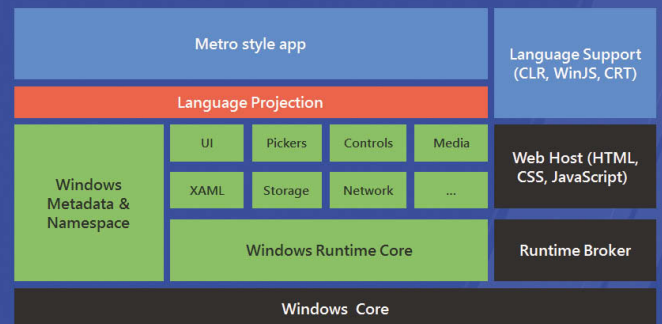 Metro style app
Language Support
(CLR, WinJS, CRT)
Language Projection
Windows
Metadata &
Namespace
UI
Pickers
Controls
Media
XAML
Storage
Network
...
Windows Runtime Core
Web Host (HTML,
CSS, JavaScript)
Runtime Broker
Windows Core